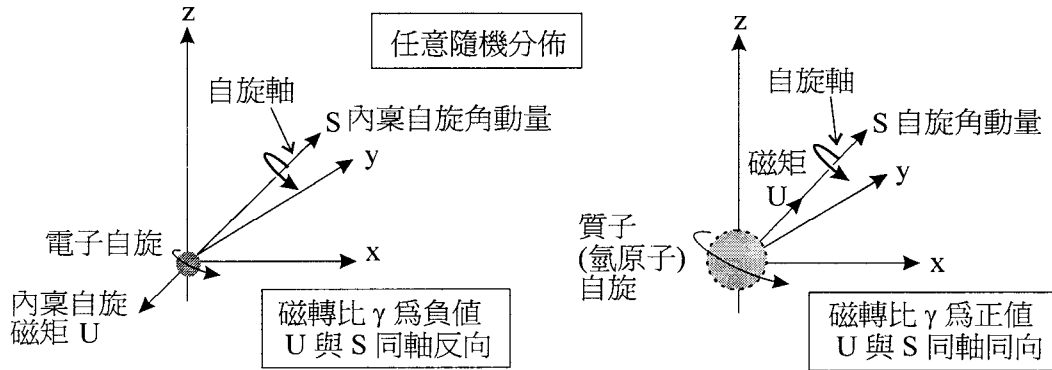 任意隨機分佈
z
自旋軸
S 內稟自旋角動量
y
電子自旋
x
內稟自旋
磁矩 U
磁轉比 γ 爲負值
U 與 S 同軸反向
z
自旋軸
S 自旋角動量
磁矩
U
y
質子
(氫原子)
自旋
x
磁轉比 γ 爲正值
U 與 S 同軸同向